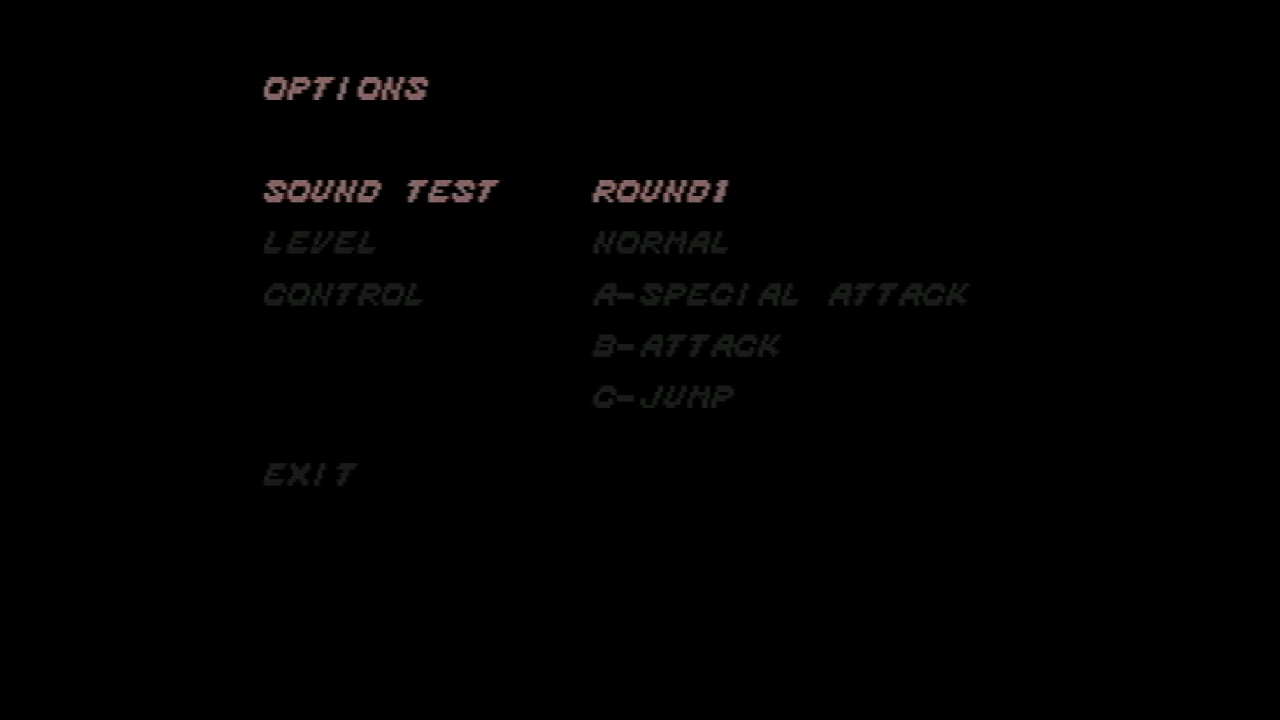 OPTIONS
SOUND TEST ROUND1
LEVEL NORMAL
CONTROL A-SPECIAL ATTACK
B-ATTACK
C-JUMP
EXIT